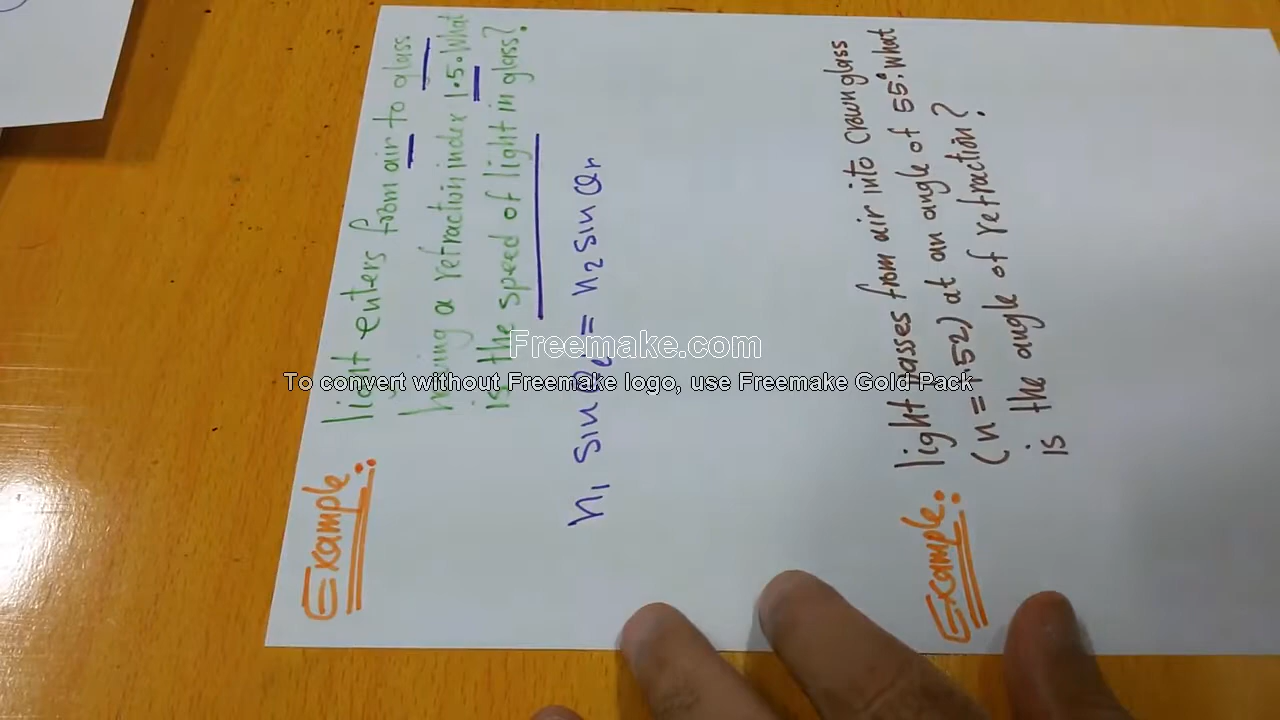 Example:
light enters from air to glass
having a refraction index 1.5. What
is the speed of light in glass?
n1 sin θi = n2 sin θr
Example:
light passes from air into crown glass
(n = 1.52) at an angle of 55°. What
is the angle of refraction?
Freemake.com
To convert without Freemake logo, use Freemake Gold Pack